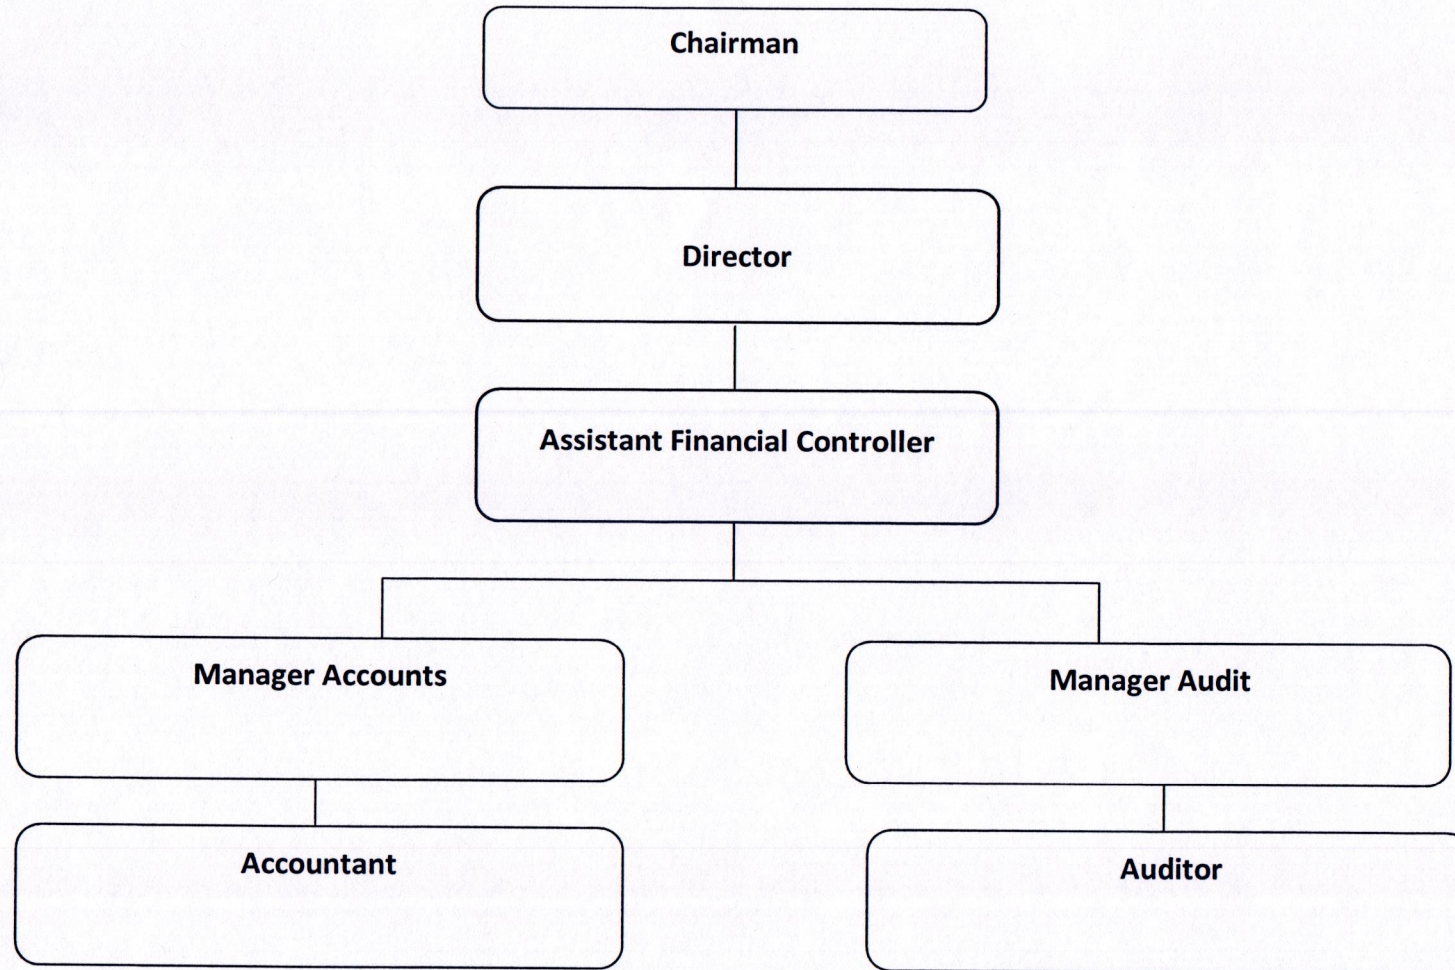 Chairman
Director
Assistant Financial Controller
Manager Accounts
Manager Audit
Accountant
Auditor